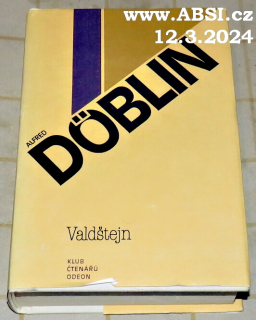 www.ABSI.cz
12.3.2024
ALFRED
DÖBLIN
Valdštejn
KLUB
ČTENÁŘŮ
ODEON